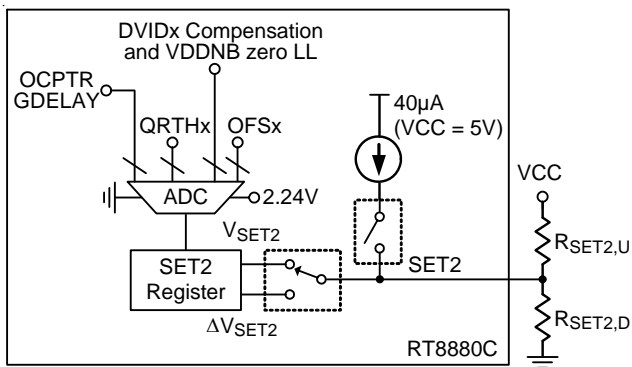 DVIDx Compensation
and VDDNB zero LL
OCPTR
GDELAY
QRTHx
OFSx
40µA
(VCC = 5V)
VCC
ADC
2.24V
VSET2
RSET2,U
SET2
Register
SET2
RSET2,D
ΔVSET2
RT8880C